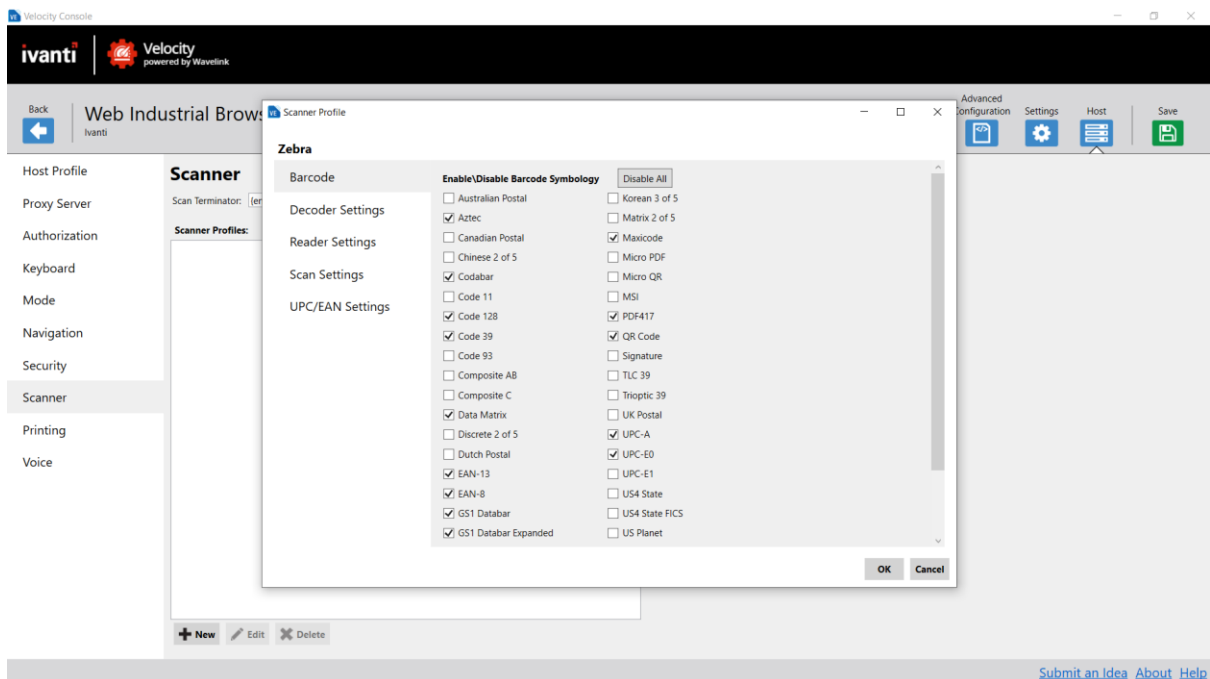 Velocity Console
ivanti
Velocity
powered by Wavelink
Back
Web Industrial Brows
Ivanti
Advanced
Configuration
Settings
Host
Save
Host Profile
Proxy Server
Authorization
Keyboard
Mode
Navigation
Security
Scanner
Printing
Voice
Scanner
Scan Terminator: {en
Scanner Profiles:
Scanner Profile
Zebra
Barcode
Decoder Settings
Reader Settings
Scan Settings
UPC/EAN Settings
Enable\Disable Barcode Symbology
Disable All
Australian Postal
Aztec
Canadian Postal
Chinese 2 of 5
Codabar
Code 11
Code 128
Code 39
Code 93
Composite AB
Composite C
Data Matrix
Discrete 2 of 5
Dutch Postal
EAN-13
EAN-8
GS1 Databar
GS1 Databar Expanded
Korean 3 of 5
Matrix 2 of 5
Maxicode
Micro PDF
Micro QR
MSI
PDF417
QR Code
Signature
TLC 39
Trioptic 39
UK Postal
UPC-A
UPC-E0
UPC-E1
US4 State
US4 State FICS
US Planet
OK
Cancel
New
Edit
Delete
Submit an Idea About Help